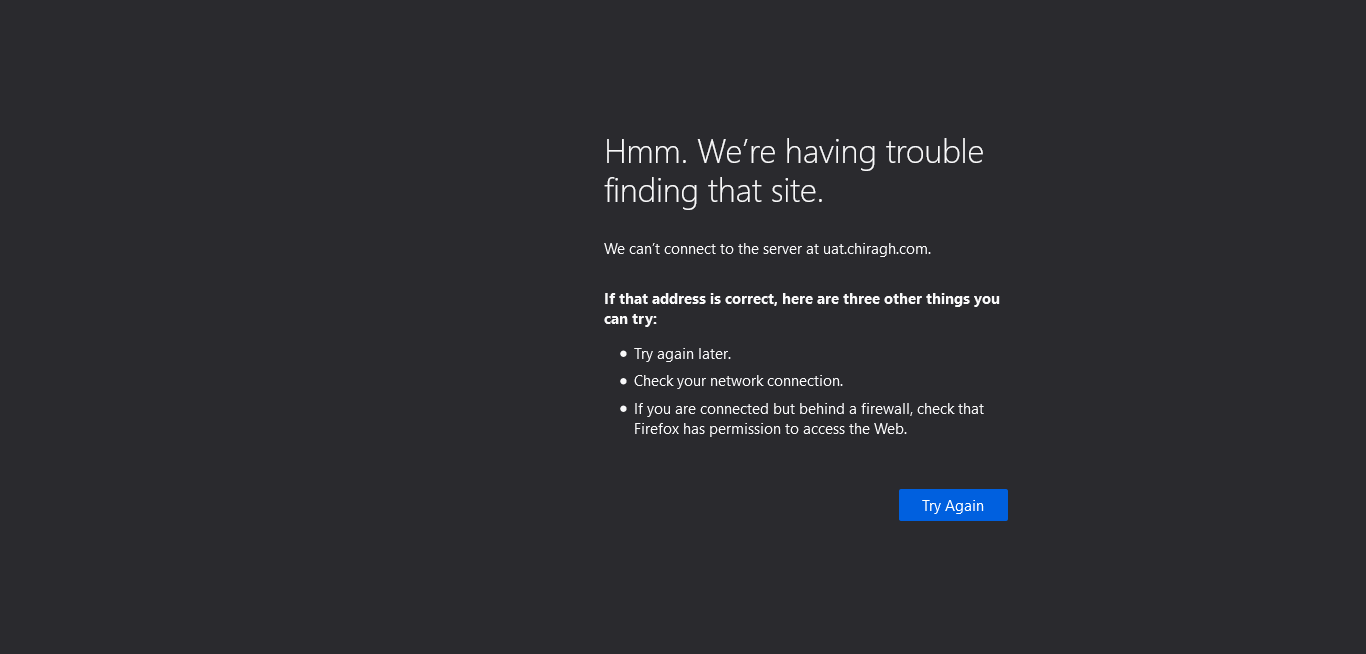 Hmm. We’re having trouble
finding that site.
We can’t connect to the server at uat.chiragh.com.
If that address is correct, here are three other things you
can try:
• Try again later.
• Check your network connection.
• If you are connected but behind a firewall, check that
Firefox has permission to access the Web.
Try Again